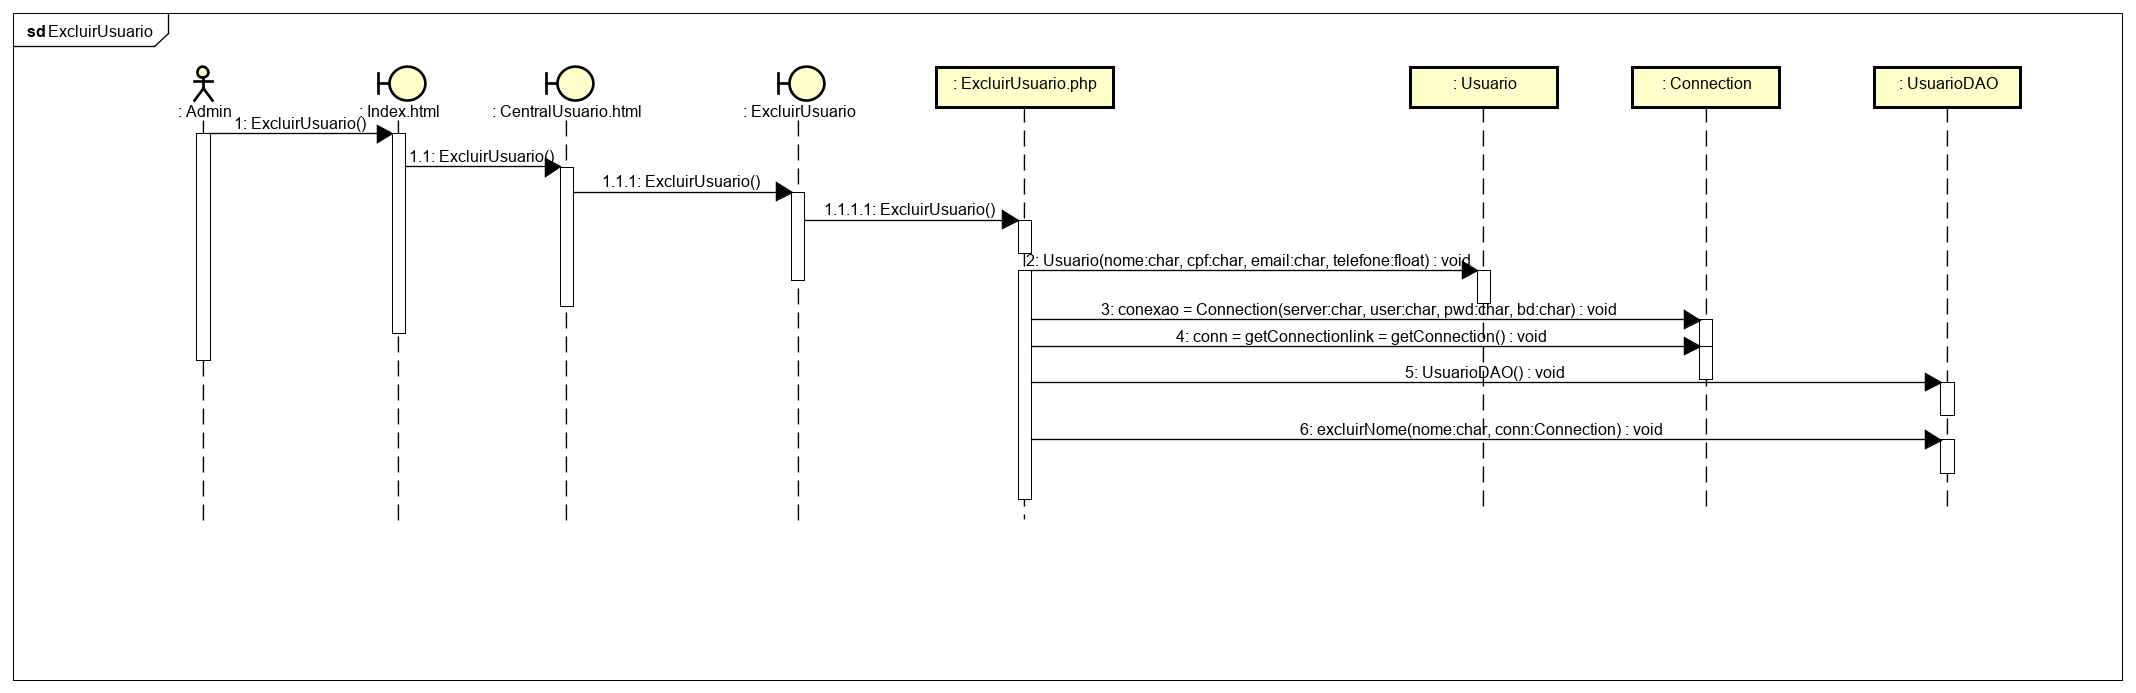 sd ExcluirUsuario
: Admin
: Index.html
: CentralUsuario.html
: ExcluirUsuario
: ExcluirUsuario.php
: Usuario
: Connection
: UsuarioDAO
1: ExcluirUsuario()
1.1: ExcluirUsuario()
1.1.1: ExcluirUsuario()
1.1.1.1: ExcluirUsuario()
2: Usuario(nome:char, cpf:char, email:char, telefone:float) : void
3: conexao = Connection(server:char, user:char, pwd:char, bd:char) : void
4: conn = getConnectionlink = getConnection() : void
5: UsuarioDAO() : void
6: excluirNome(nome:char, conn:Connection) : void